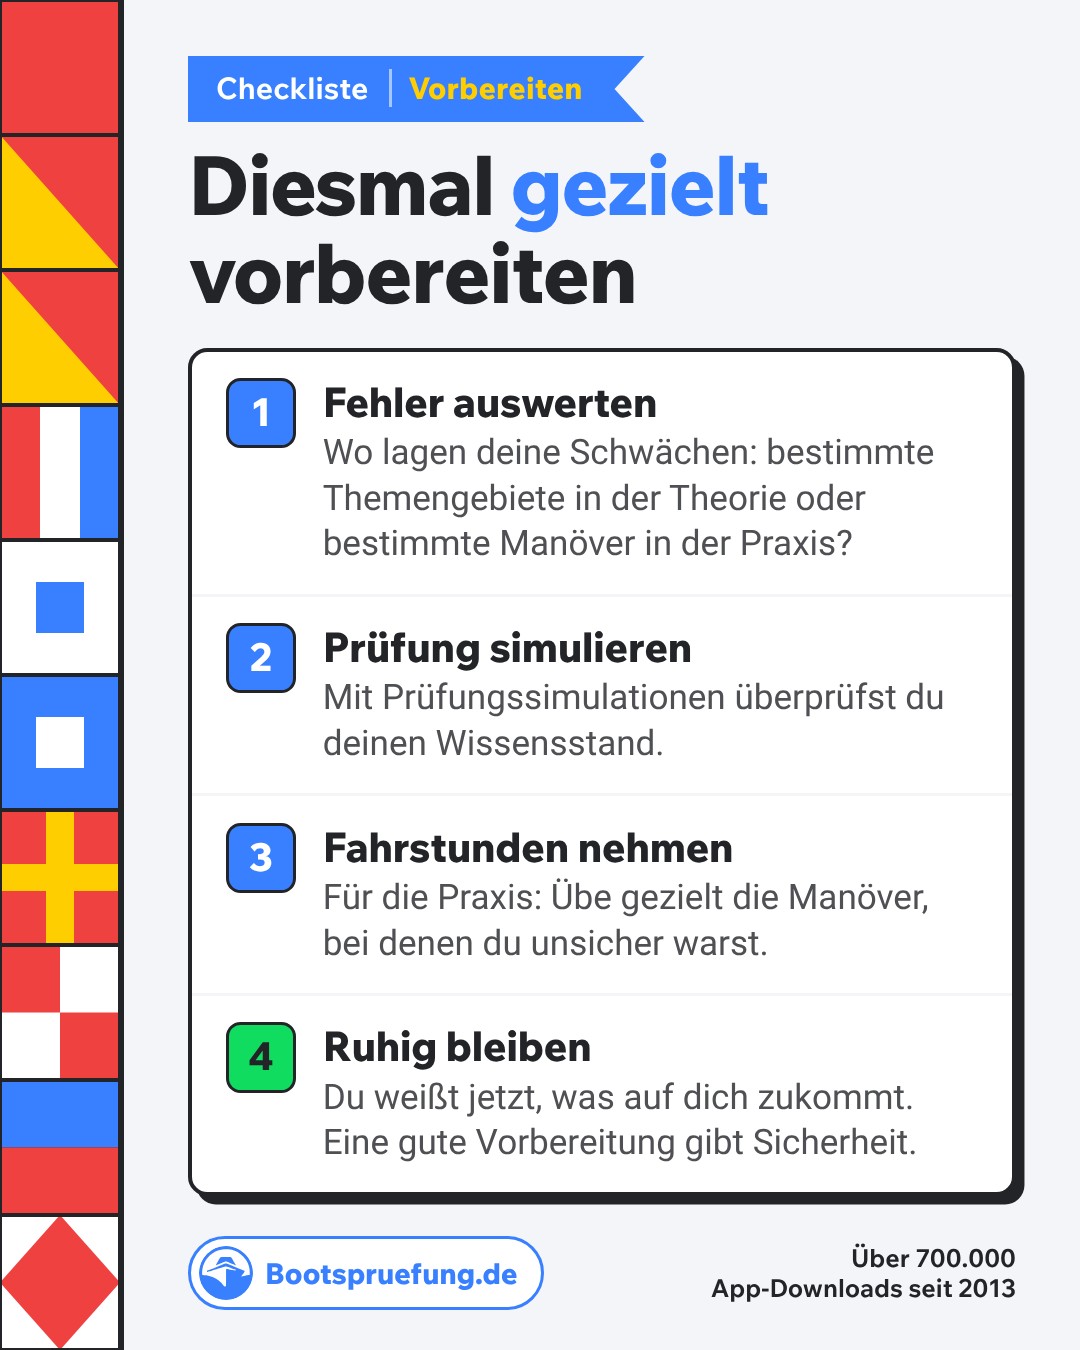 Checkliste | Vorbereiten
Diesmal gezielt
vorbereiten
1 Fehler auswerten
Wo lagen deine Schwächen: bestimmte
Themengebiete in der Theorie oder
bestimmte Manöver in der Praxis?
2 Prüfung simulieren
Mit Prüfungssimulationen überprüfst du
deinen Wissensstand.
3 Fahrstunden nehmen
Für die Praxis: Übe gezielt die Manöver,
bei denen du unsicher warst.
4 Ruhig bleiben
Du weißt jetzt, was auf dich zukommt.
Eine gute Vorbereitung gibt Sicherheit.
Bootspruefung.de
Über 700.000
App-Downloads seit 2013